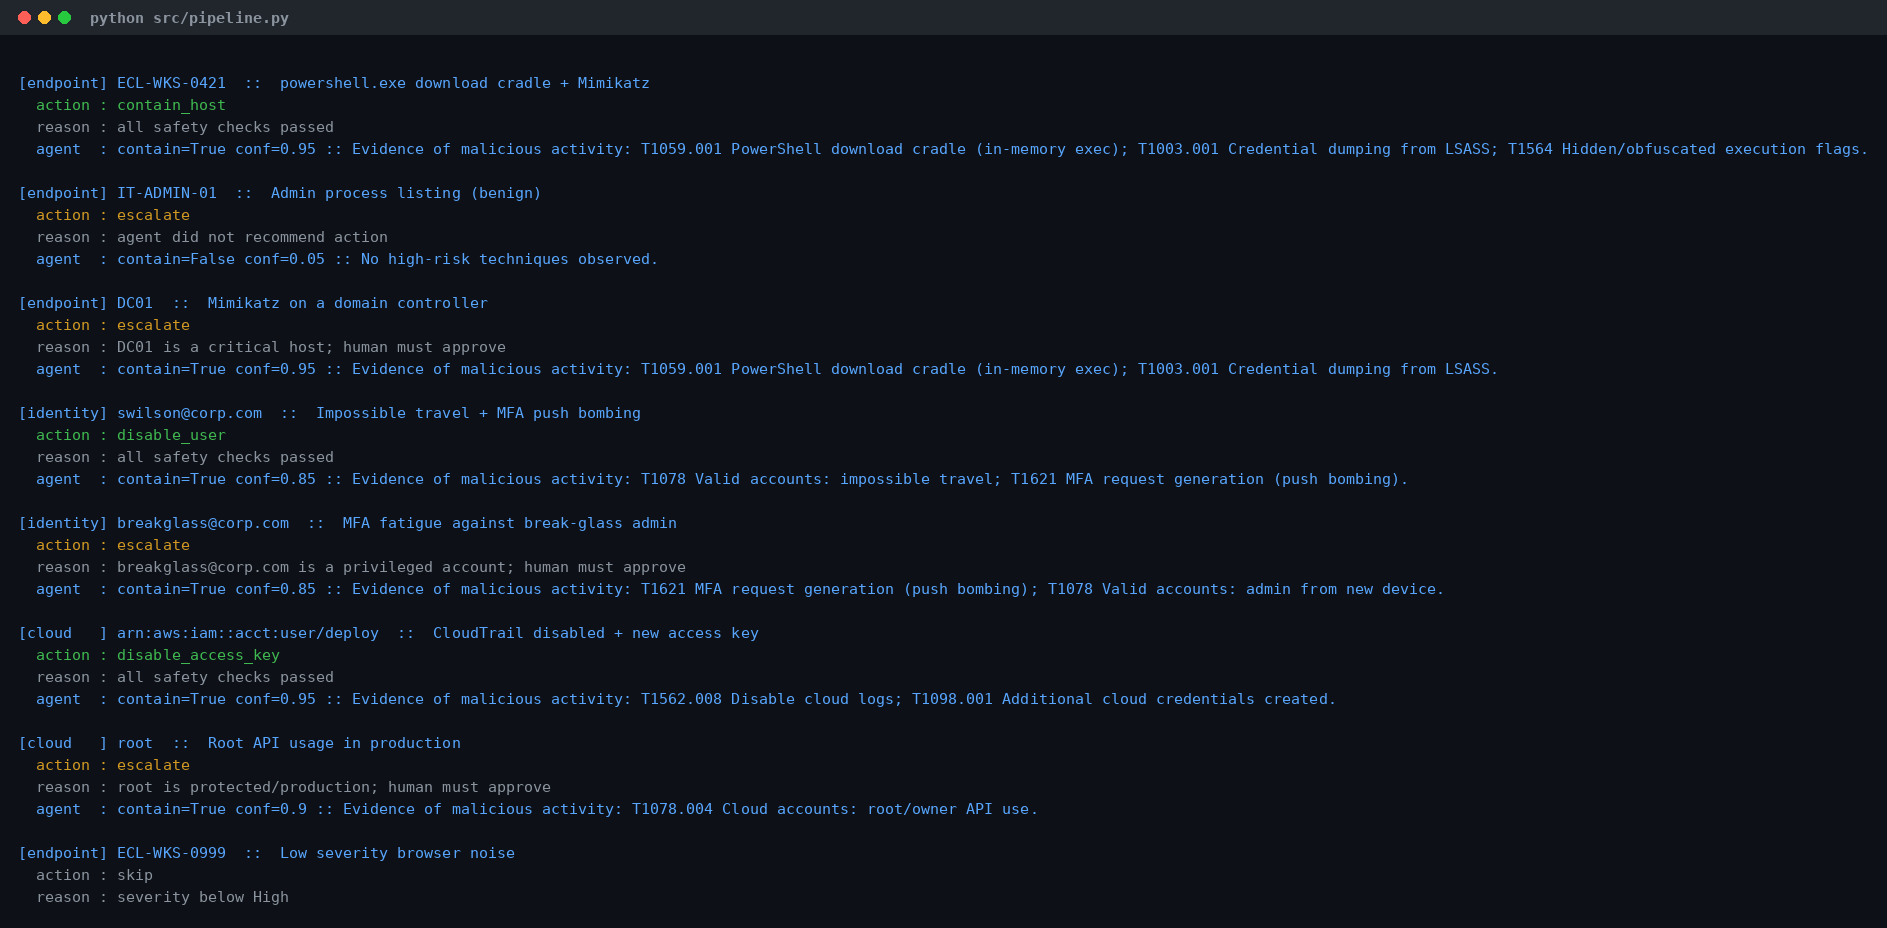 python src/pipeline.py
[endpoint] ECL-WKS-0421  ::  powershell.exe download cradle + Mimikatz
  action : contain_host
  reason : all safety checks passed
  agent  : contain=True conf=0.95 :: Evidence of malicious activity: T1059.001 PowerShell download cradle (in-memory exec); T1003.001 Credential dumping from LSASS; T1564 Hidden/obfuscated execution flags.
[endpoint] IT-ADMIN-01  ::  Admin process listing (benign)
  action : escalate
  reason : agent did not recommend action
  agent  : contain=False conf=0.05 :: No high-risk techniques observed.
[endpoint] DC01  ::  Mimikatz on a domain controller
  action : escalate
  reason : DC01 is a critical host; human must approve
  agent  : contain=True conf=0.95 :: Evidence of malicious activity: T1059.001 PowerShell download cradle (in-memory exec); T1003.001 Credential dumping from LSASS.
[identity] swilson@corp.com  ::  Impossible travel + MFA push bombing
  action : disable_user
  reason : all safety checks passed
  agent  : contain=True conf=0.85 :: Evidence of malicious activity: T1078 Valid accounts: impossible travel; T1621 MFA request generation (push bombing).
[identity] breakglass@corp.com  ::  MFA fatigue against break-glass admin
  action : escalate
  reason : breakglass@corp.com is a privileged account; human must approve
  agent  : contain=True conf=0.85 :: Evidence of malicious activity: T1621 MFA request generation (push bombing); T1078 Valid accounts: admin from new device.
[cloud   ] arn:aws:iam::acct:user/deploy  ::  CloudTrail disabled + new access key
  action : disable_access_key
  reason : all safety checks passed
  agent  : contain=True conf=0.95 :: Evidence of malicious activity: T1562.008 Disable cloud logs; T1098.001 Additional cloud credentials created.
[cloud   ] root  ::  Root API usage in production
  action : escalate
  reason : root is protected/production; human must approve
  agent  : contain=True conf=0.9 :: Evidence of malicious activity: T1078.004 Cloud accounts: root/owner API use.
[endpoint] ECL-WKS-0999  ::  Low severity browser noise
  action : skip
  reason : severity below High